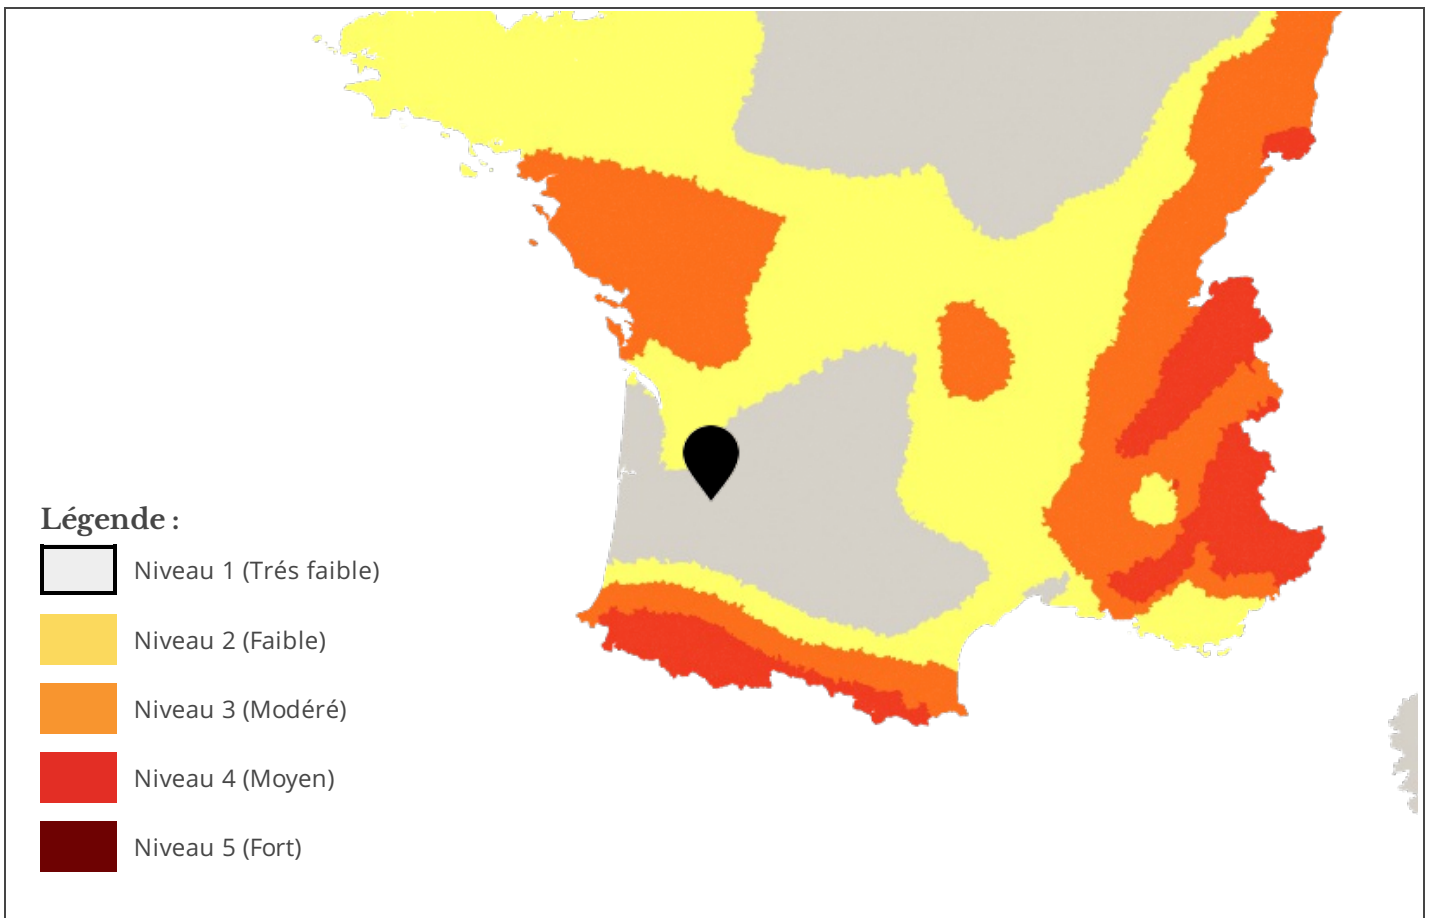 Légende :
Niveau 1 (Trés faible)
Niveau 2 (Faible)
Niveau 3 (Modéré)
Niveau 4 (Moyen)
Niveau 5 (Fort)